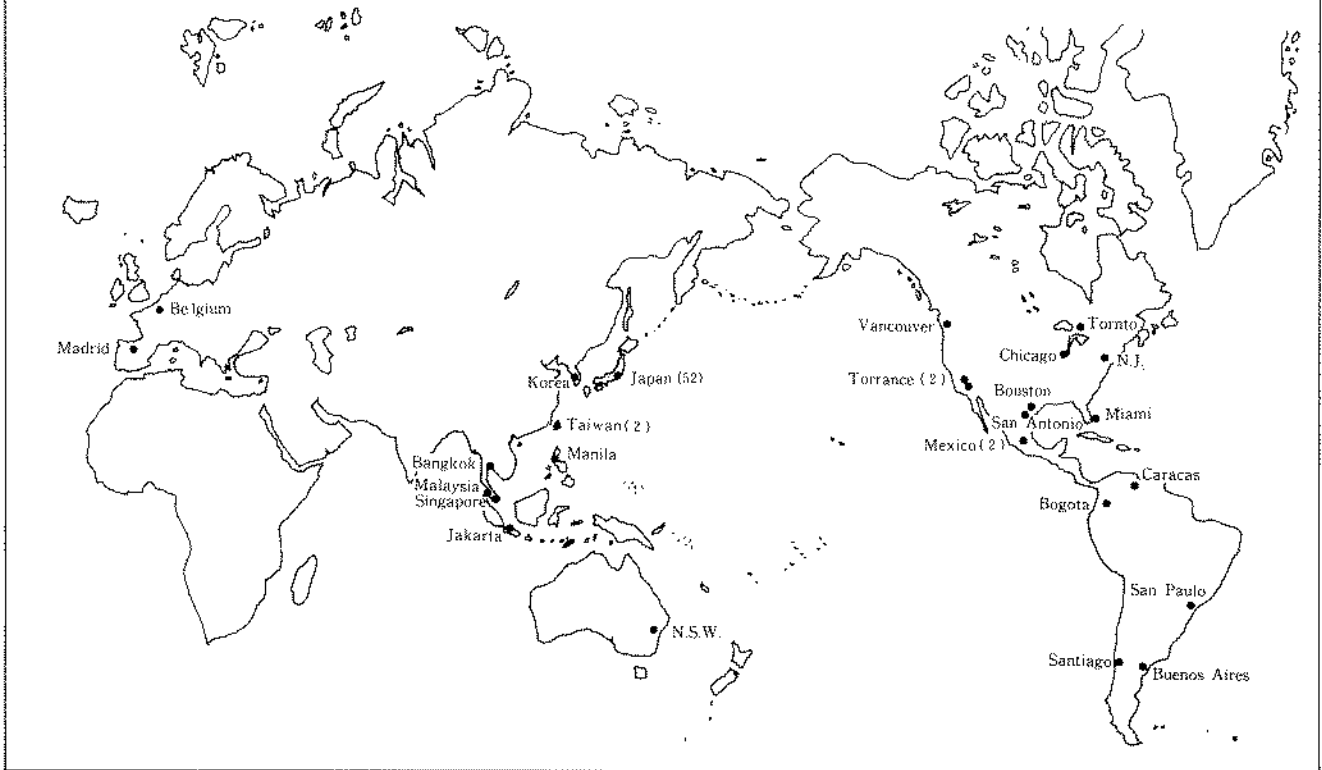 Belgium
Madrid
Korea
Japan (52)
Taiwan (2)
Manila
Bangkok
Malaysia
Singapore
Jakarta
N.S.W.
Vancouver
Tornto
Chicago
N.J.
Torrance (2)
Bouston
San Antonio
Miami
Mexico (2)
Caracas
Bogota
San Paulo
Santiago
Buenos Aires